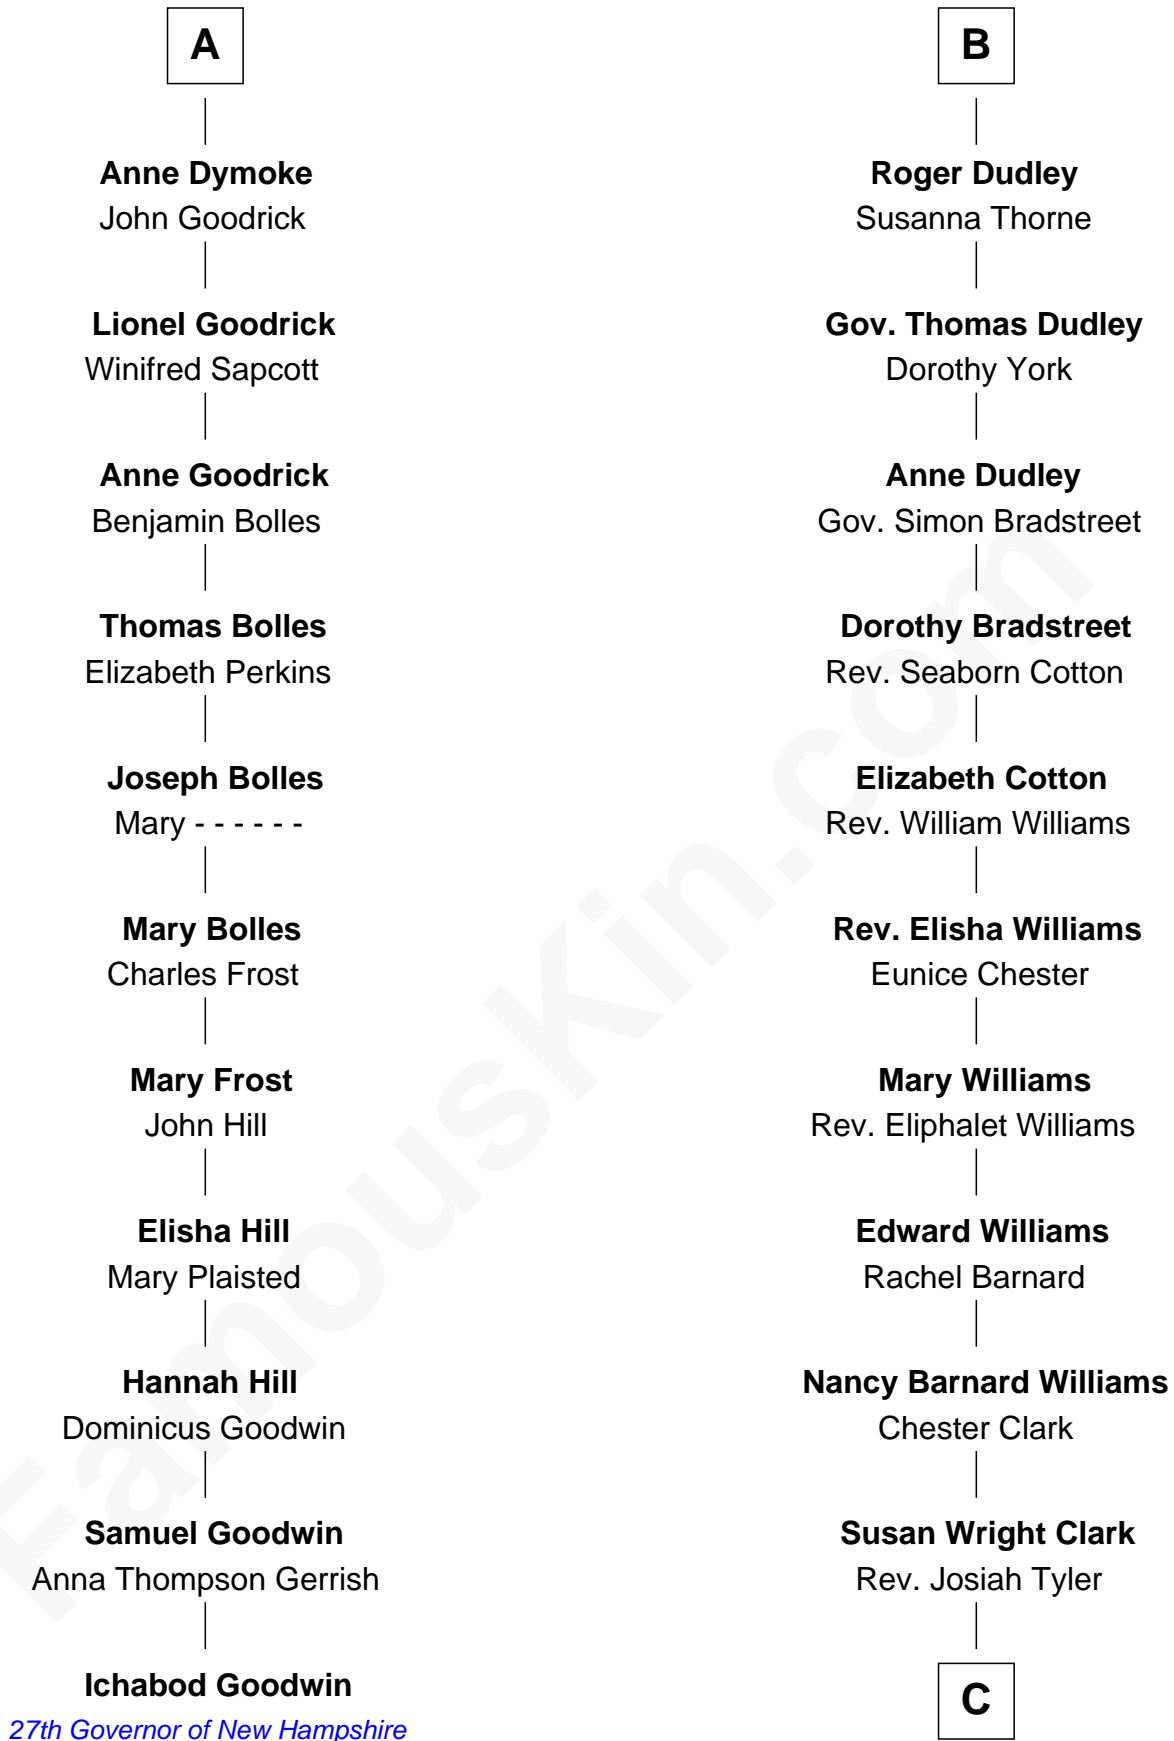 A
Anne Dymoke
John Goodrick
Lionel Goodrick
Winifred Sapcott
Anne Goodrick
Benjamin Bolles
Thomas Bolles
Elizabeth Perkins
Joseph Bolles
Mary - - - - - -
Mary Bolles
Charles Frost
Mary Frost
John Hill
Elisha Hill
Mary Plaisted
Hannah Hill
Dominicus Goodwin
Samuel Goodwin
Anna Thompson Gerrish
Ichabod Goodwin
27th Governor of New Hampshire
B
Roger Dudley
Susanna Thorne
Gov. Thomas Dudley
Dorothy York
Anne Dudley
Gov. Simon Bradstreet
Dorothy Bradstreet
Rev. Seaborn Cotton
Elizabeth Cotton
Rev. William Williams
Rev. Elisha Williams
Eunice Chester
Mary Williams
Rev. Eliphalet Williams
Edward Williams
Rachel Barnard
Nancy Barnard Williams
Chester Clark
Susan Wright Clark
Rev. Josiah Tyler
C
FamousKin.com